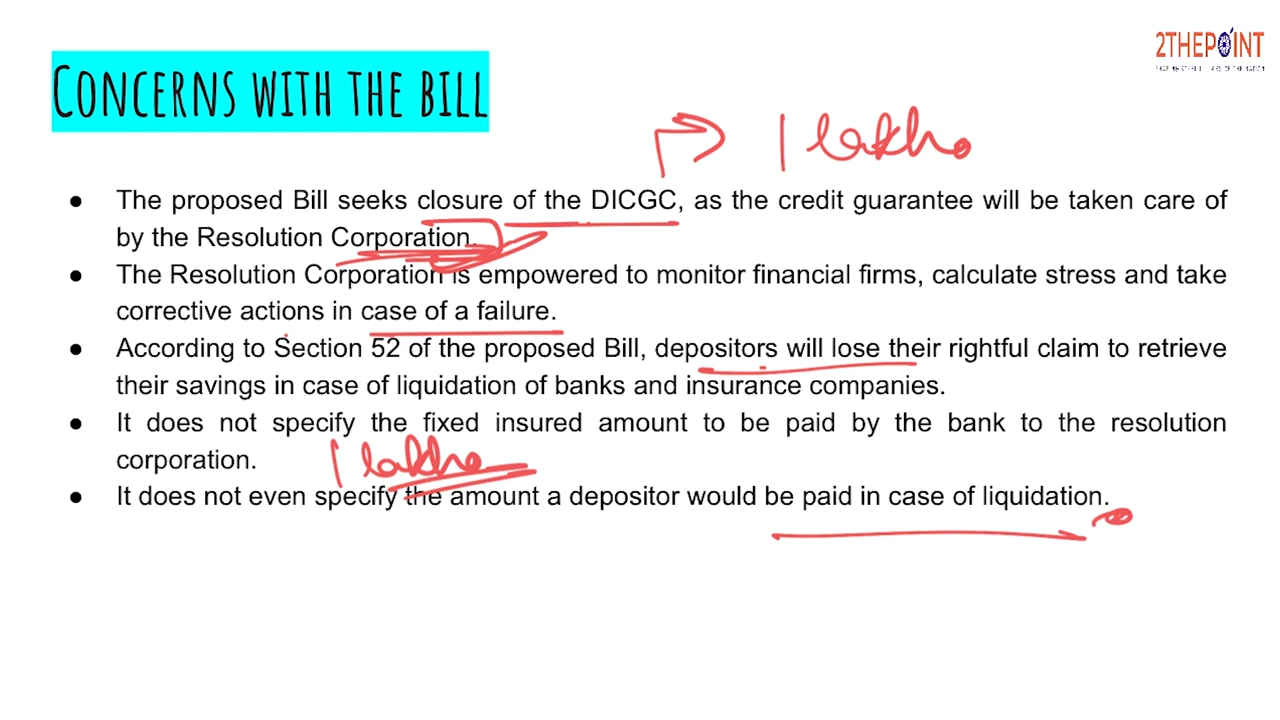 2THEPOINT
CONCERNS WITH THE BILL
1 lakh
● The proposed Bill seeks closure of the DICGC, as the credit guarantee will be taken care of
by the Resolution Corporation.
● The Resolution Corporation is empowered to monitor financial firms, calculate stress and take
corrective actions in case of a failure.
● According to Section 52 of the proposed Bill, depositors will lose their rightful claim to retrieve
their savings in case of liquidation of banks and insurance companies.
● It does not specify the fixed insured amount to be paid by the bank to the resolution
corporation.
1 lakh
● It does not even specify the amount a depositor would be paid in case of liquidation.